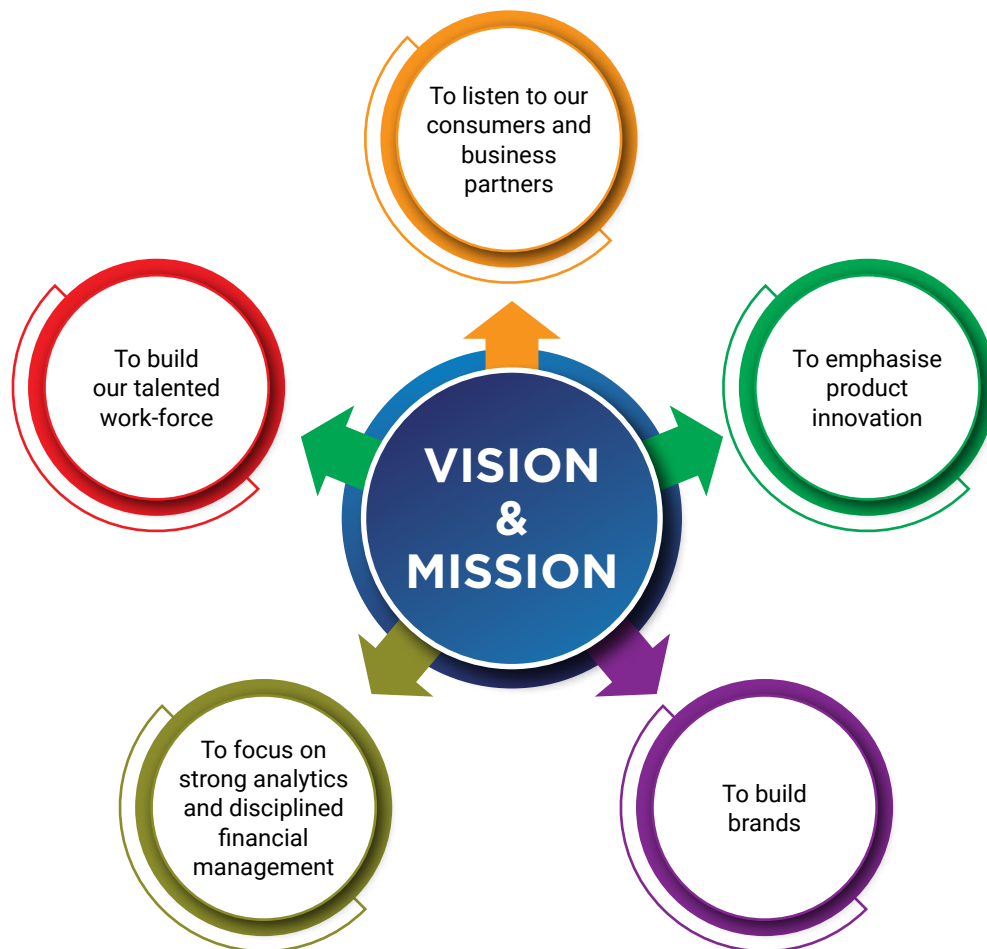 To listen to our
consumers and
business
partners
To build
our talented
work-force
To emphasise
product
innovation
VISION
&
MISSION
To focus on
strong analytics
and disciplined
financial
management
To build
brands